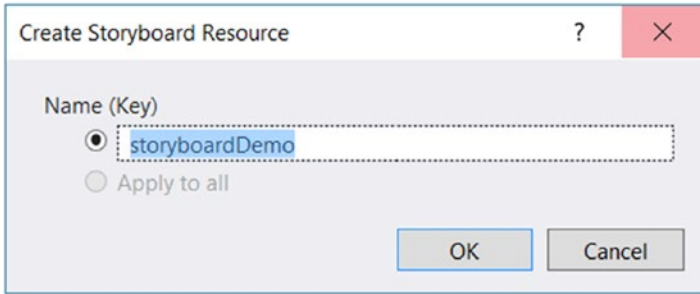 Create Storyboard Resource ?
Name (Key)
storyboardDemo
Apply to all
OK Cancel